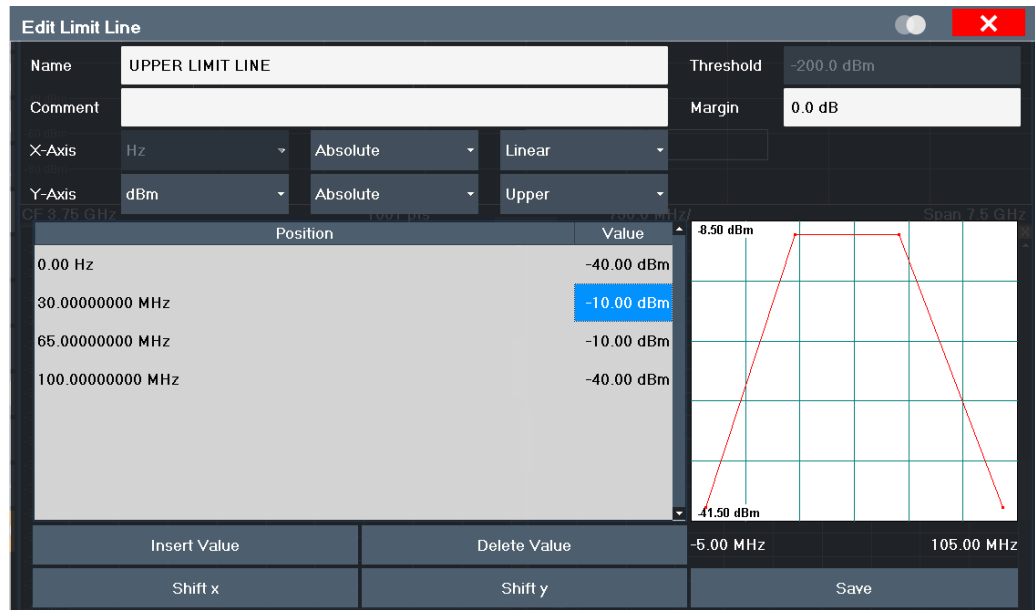 Edit Limit Line
Name UPPER LIMIT LINE Threshold -200.0 dBm
Comment Margin 0.0 dB
X-Axis Hz Absolute Linear
Y-Axis dBm Absolute Upper
CF 3.75 GHz 1001 pts Span 7.5 GHz
Position Value
0.00 Hz -40.00 dBm
30.00000000 MHz -10.00 dBm
65.00000000 MHz -10.00 dBm
100.00000000 MHz -40.00 dBm
-8.50 dBm
-41.50 dBm
-5.00 MHz 105.00 MHz
Insert Value Delete Value
Shift x Shift y Save